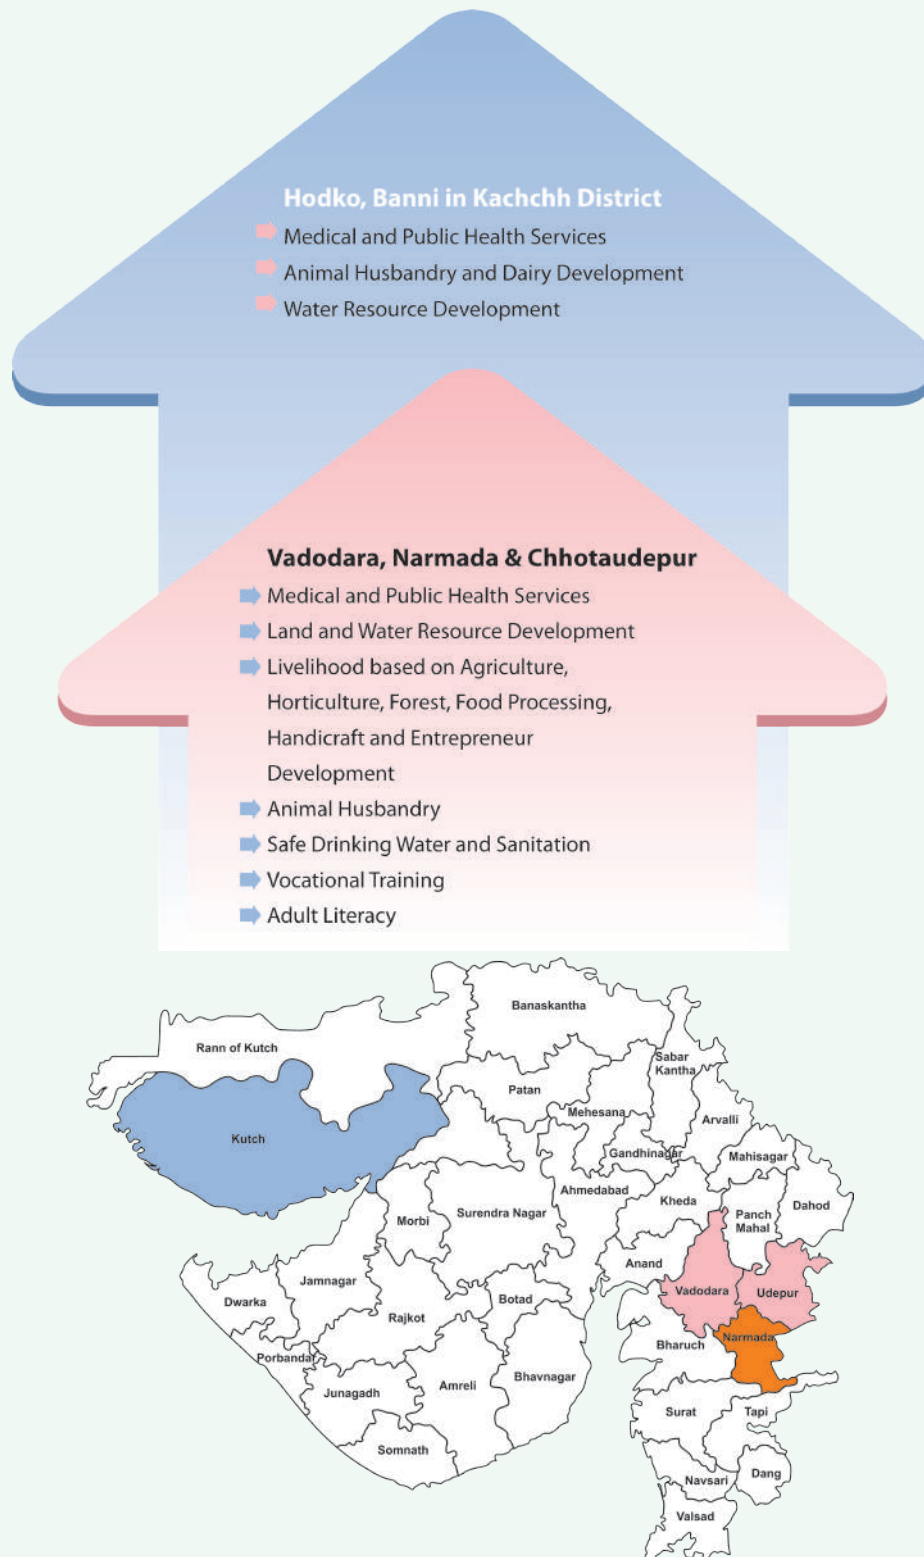 Hodko, Banni in Kachchh District
Medical and Public Health Services
Animal Husbandry and Dairy Development
Water Resource Development
Vadodara, Narmada & Chhotaudepur
Medical and Public Health Services
Land and Water Resource Development
Livelihood based on Agriculture,
Horticulture, Forest, Food Processing,
Handicraft and Entrepreneur
Development
Animal Husbandry
Safe Drinking Water and Sanitation
Vocational Training
Adult Literacy
Banaskantha
Rann of Kutch
Sabar
Kantha
Patan
Mehesana
Arvalli
Kutch
Gandhinagar
Mahisagar
Ahmedabad
Kheda
Dahod
Panch
Mahal
Surendra Nagar
Morbi
Anand
Jamnagar
Vadodara
Udepur
Dwarka
Botad
Rajkot
Narmada
Bharuch
Porbandar
Bhavnagar
Amreli
Junagadh
Surat
Tapi
Somnath
Dang
Navsari
Valsad